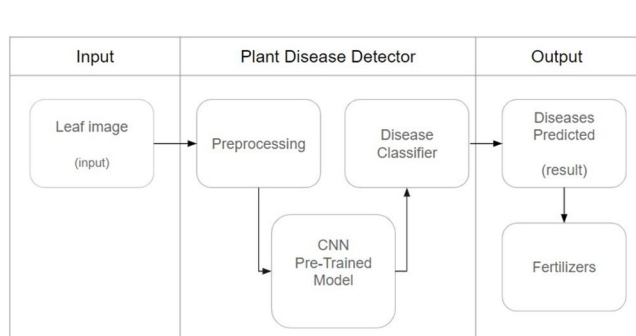 Input
Plant Disease Detector
Output
Leaf image
(input)
Preprocessing
Disease
Classifier
Diseases
Predicted
(result)
CNN
Pre-Trained
Model
Fertilizers